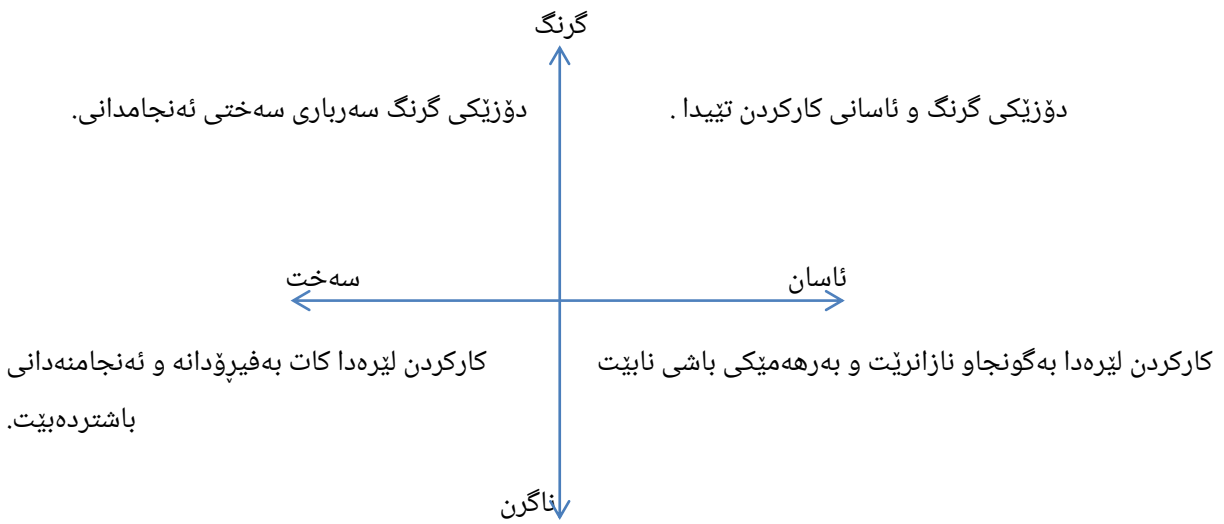 گرنگ
دۆزێکی گرنگ و ئاسانی کارکردن تێیدا .
دۆزێکی گرنگ سەرباری سەختی ئەنجامدانی.
ئاسان
سەخت
کارکردن لێرەدا بەگونجاو نازانرێت و بەرهەمێکی باشی نابێت
کارکردن لێرەدا کات بەفیڕۆدانە و ئەنجامنەدانی
باشتردەبێت.
ناگرن